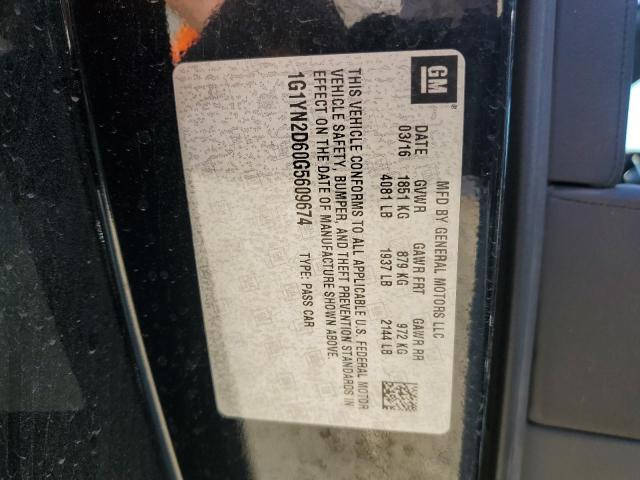 GM
®
MFD BY GENERAL MOTORS LLC
DATE GVWR GAWR FRT GAWR RR
03/16 1851 KG 879 KG 972 KG
4081 LB 1937 LB 2144 LB
THIS VEHICLE CONFORMS TO ALL APPLICABLE U.S. FEDERAL MOTOR
VEHICLE SAFETY, BUMPER, AND THEFT PREVENTION STANDARDS IN
EFFECT ON THE DATE OF MANUFACTURE SHOWN ABOVE.
1G1YN2D60G5609674 TYPE: PASS CAR